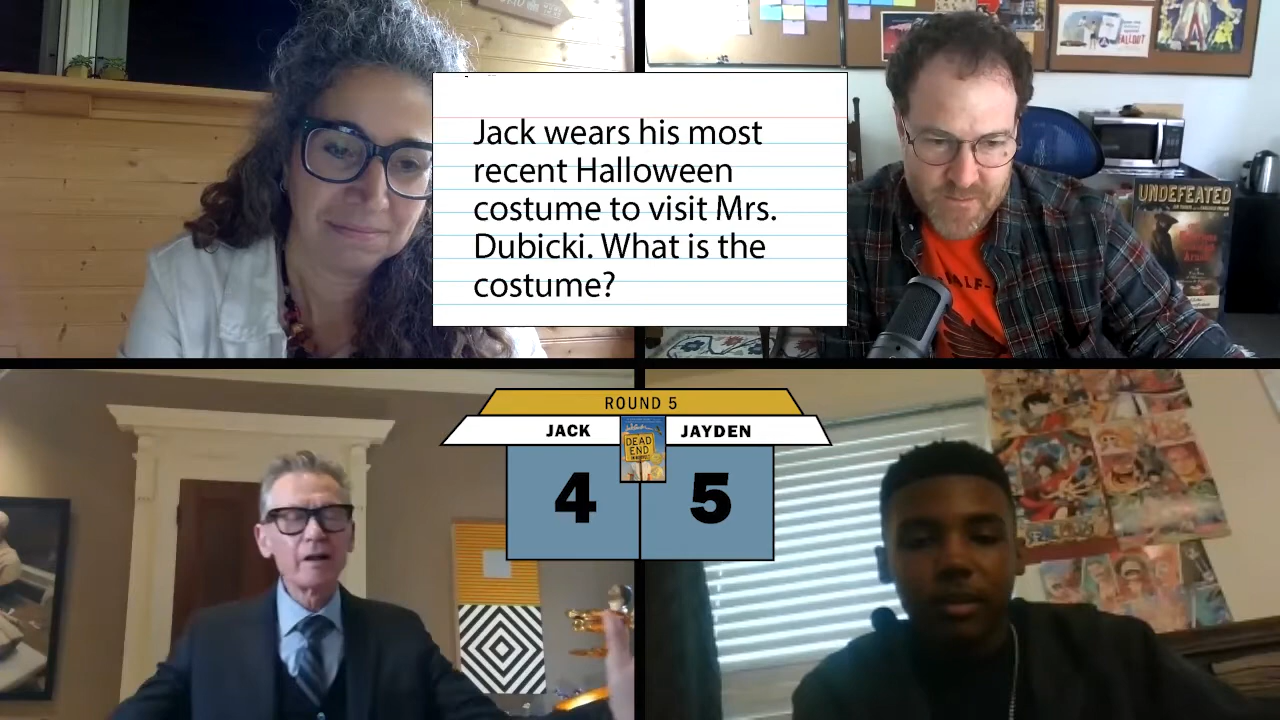 Jack wears his most
recent Halloween
costume to visit Mrs.
Dubicki. What is the
costume?
UNDEFEATED
ALLOUT
ROUND 5
JACK
JAYDEN
DEAD
END
4
5